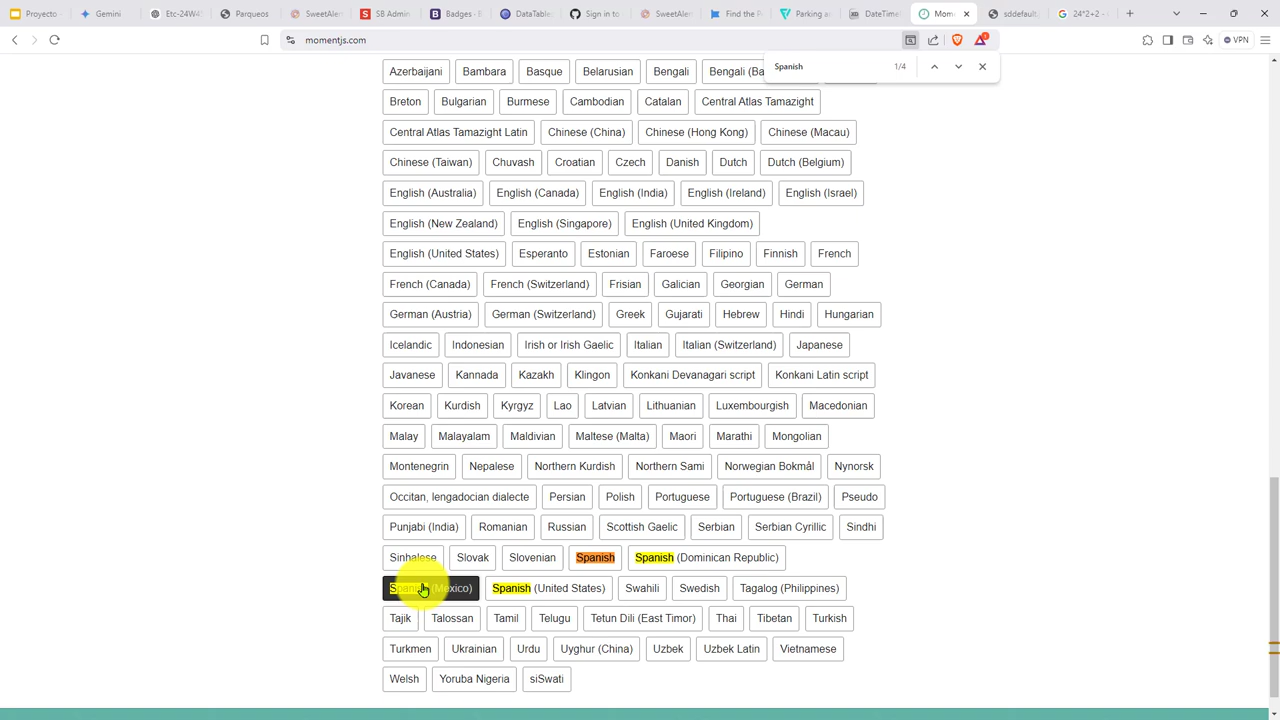 Proyecto
Gemini
Etc-24W4
Parqueos
SweetAler
SB Admin
Badges - B
DataTable
Sign in to
SweetAler
Find the P
Parking a
DateTime
Mom
sddefault
24*2+2 -
momentjs.com
VPN
Spanish 1/4
Azerbaijani Bambara Basque Belarusian Bengali Bengali (Ba
Breton Bulgarian Burmese Cambodian Catalan Central Atlas Tamazight
Central Atlas Tamazight Latin Chinese (China) Chinese (Hong Kong) Chinese (Macau)
Chinese (Taiwan) Chuvash Croatian Czech Danish Dutch Dutch (Belgium)
English (Australia) English (Canada) English (India) English (Ireland) English (Israel)
English (New Zealand) English (Singapore) English (United Kingdom)
English (United States) Esperanto Estonian Faroese Filipino Finnish French
French (Canada) French (Switzerland) Frisian Galician Georgian German
German (Austria) German (Switzerland) Greek Gujarati Hebrew Hindi Hungarian
Icelandic Indonesian Irish or Irish Gaelic Italian Italian (Switzerland) Japanese
Javanese Kannada Kazakh Klingon Konkani Devanagari script Konkani Latin script
Korean Kurdish Kyrgyz Lao Latvian Lithuanian Luxembourgish Macedonian
Malay Malayalam Maldivian Maltese (Malta) Maori Marathi Mongolian
Montenegrin Nepalese Northern Kurdish Northern Sami Norwegian Bokmål Nynorsk
Occitan, lengadocian dialecte Persian Polish Portuguese Portuguese (Brazil) Pseudo
Punjabi (India) Romanian Russian Scottish Gaelic Serbian Serbian Cyrillic Sindhi
Sinhalese Slovak Slovenian Spanish Spanish (Dominican Republic)
Spanish (Mexico) Spanish (United States) Swahili Swedish Tagalog (Philippines)
Tajik Talossan Tamil Telugu Tetun Dili (East Timor) Thai Tibetan Turkish
Turkmen Ukrainian Urdu Uyghur (China) Uzbek Uzbek Latin Vietnamese
Welsh Yoruba Nigeria siSwati